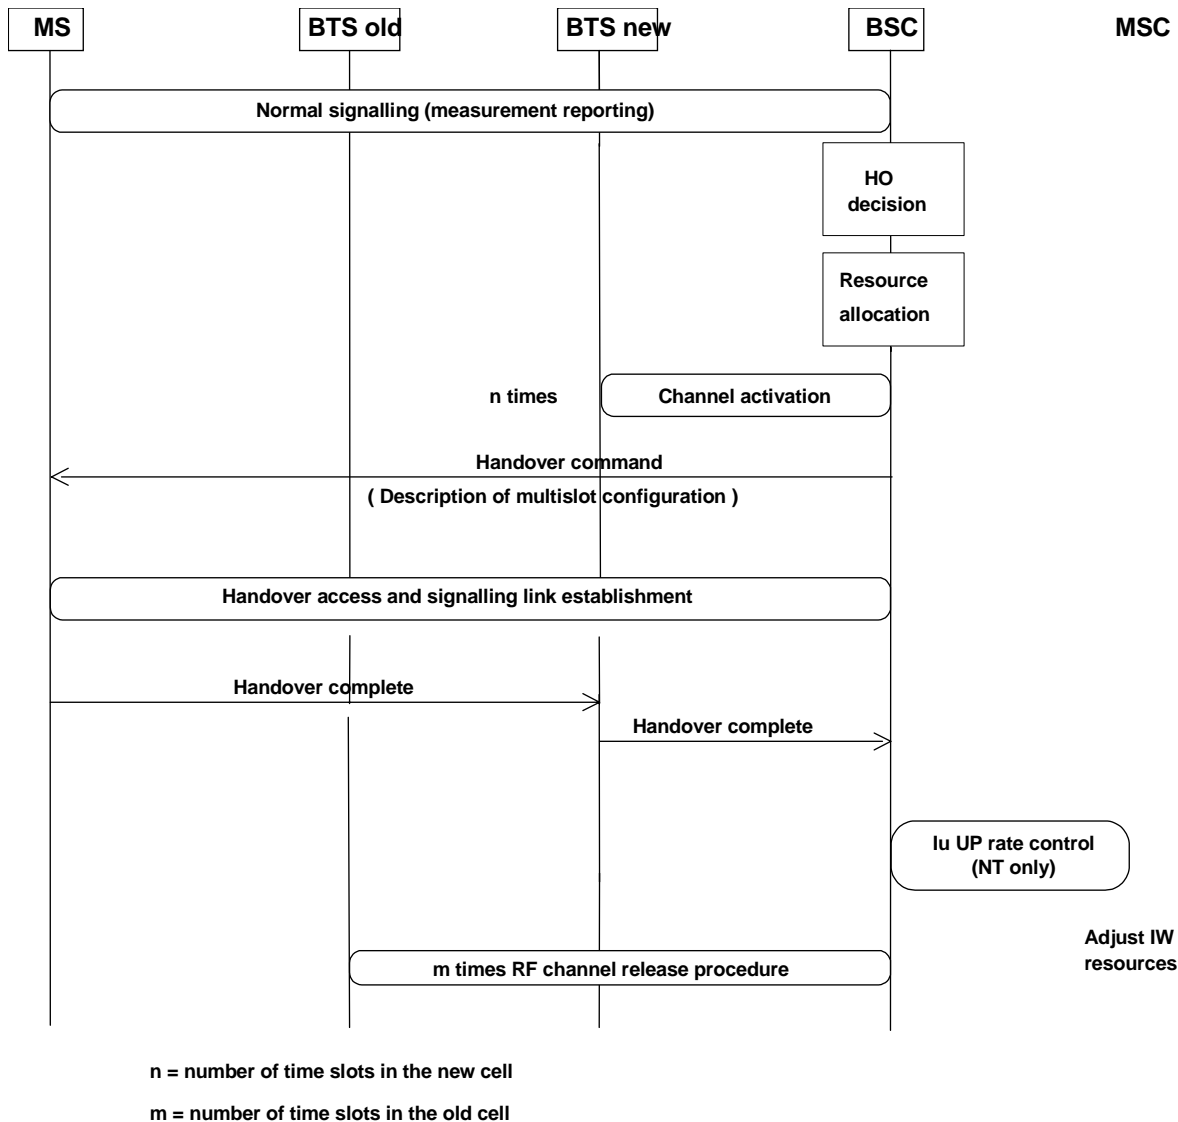 MS
BTS old
BTS new
BSC
MSC
Normal signalling (measurement reporting)
HO
decision
Resource
allocation
n times
Channel activation
Handover command
( Description of multislot configuration )
Handover access and signalling link establishment
Handover complete
Handover complete
Iu UP rate control
(NT only)
Adjust IW
resources
m times RF channel release procedure
n = number of time slots in the new cell
m = number of time slots in the old cell